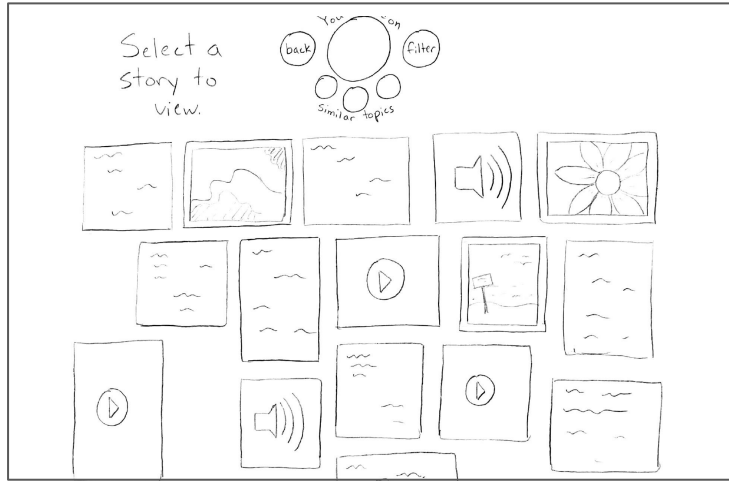 Select a
story to
view.
You on
back
filter
Similar topics